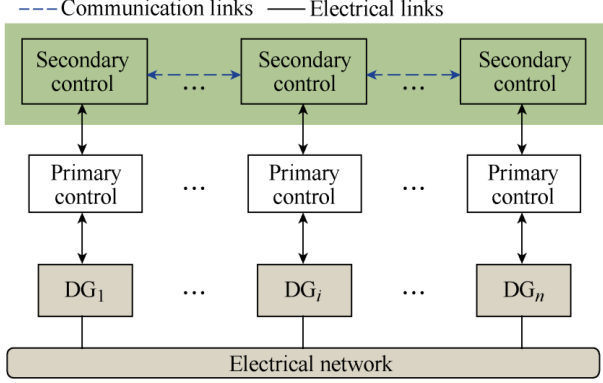 Communication links Electrical links
Secondary Secondary Secondary
control control control
... ...
Primary Primary Primary
control ... control ... control
DG₁ ... DGᵢ ... DGₙ
Electrical network